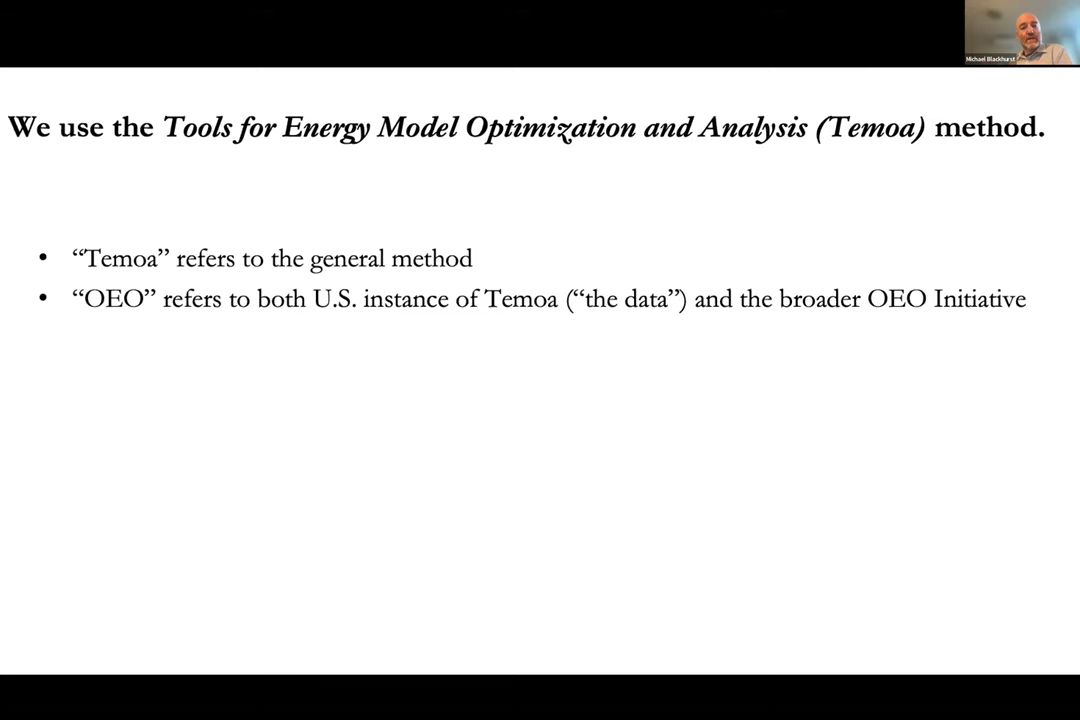 Michael Blackhurst
We use the Tools for Energy Model Optimization and Analysis (Temoa) method.
• “Temoa” refers to the general method
• “OEO” refers to both U.S. instance of Temoa (“the data”) and the broader OEO Initiative